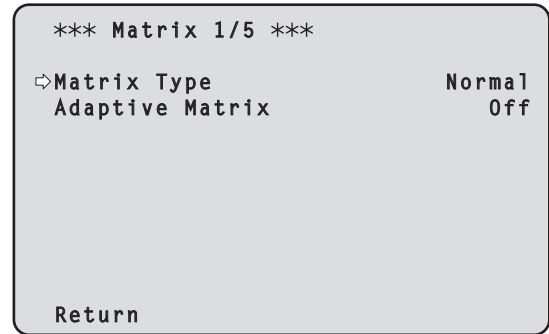 *** Matrix 1/5 ***
⇨Matrix Type Normal
Adaptive Matrix Off
Return